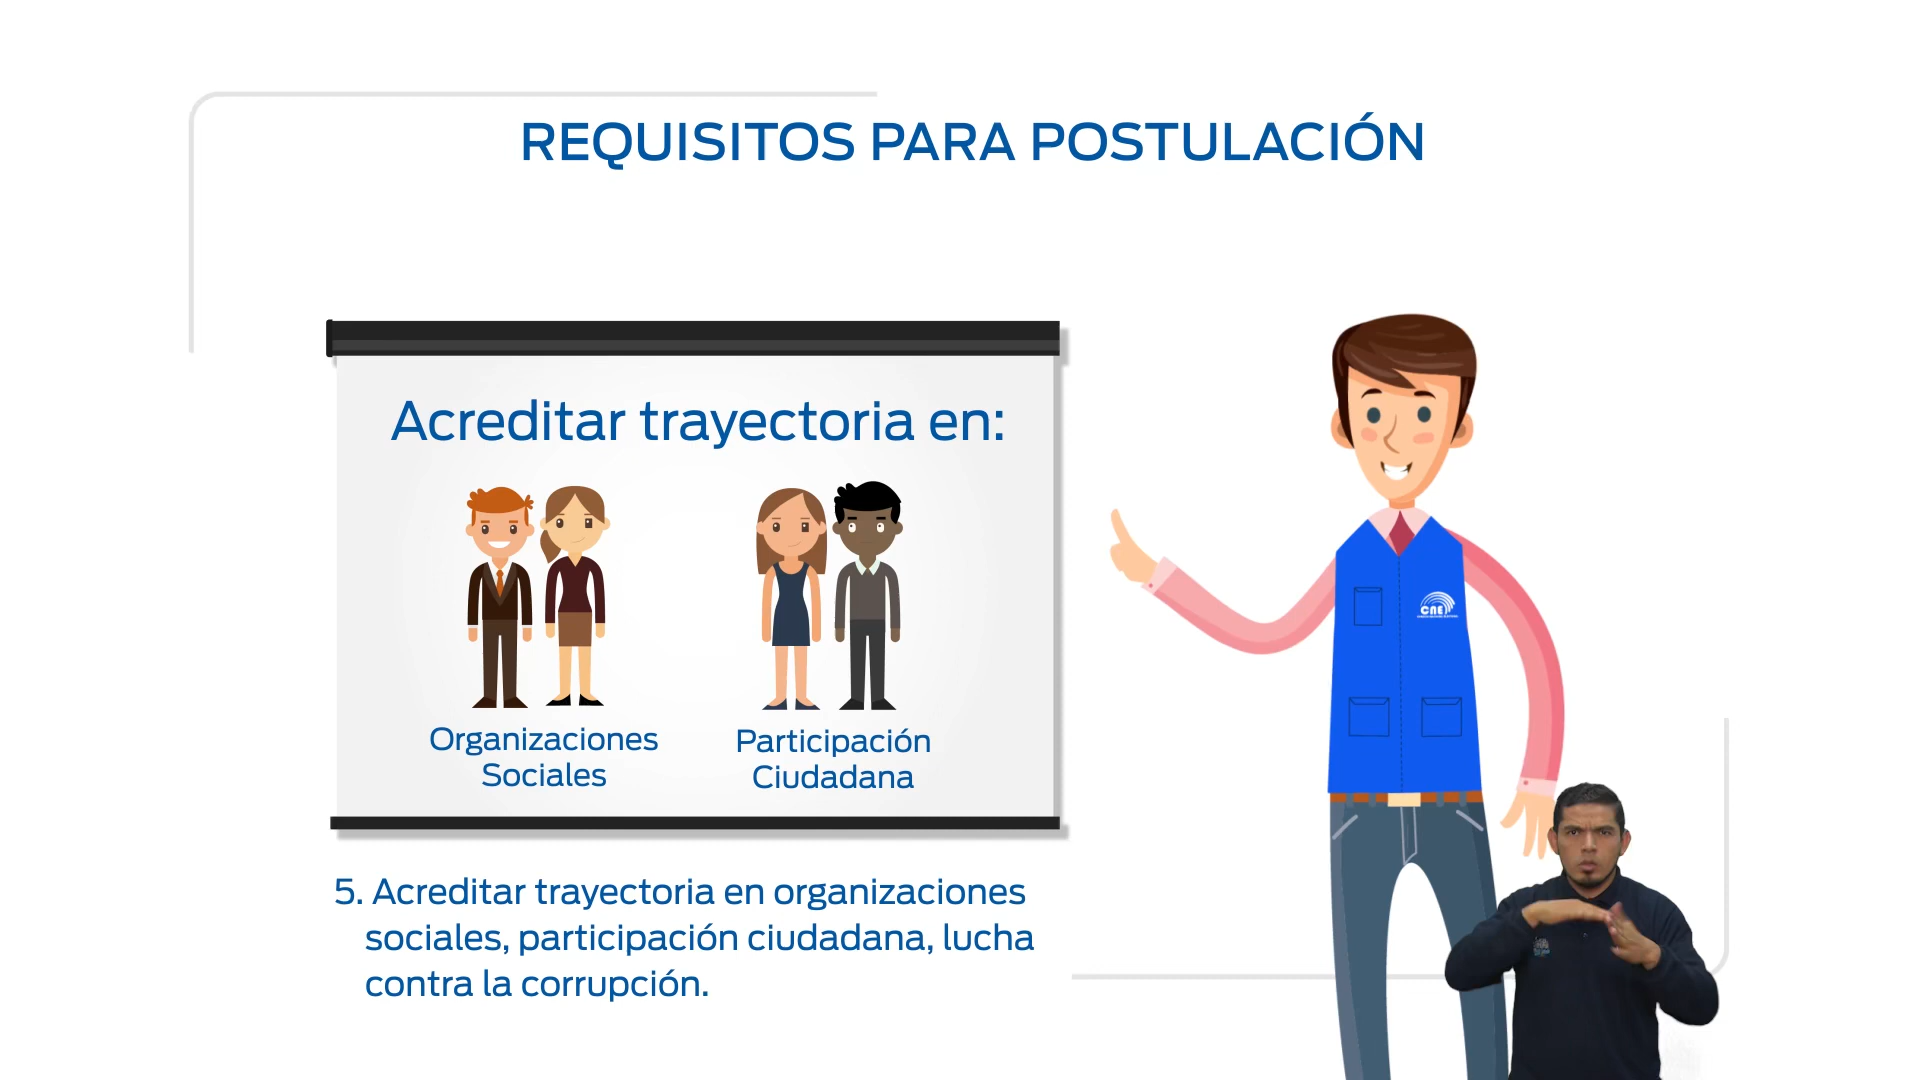 REQUISITOS PARA POSTULACIÓN
Acreditar trayectoria en:
Organizaciones
Sociales
Participación
Ciudadana
CNE
5. Acreditar trayectoria en organizaciones
sociales, participación ciudadana, lucha
contra la corrupción.